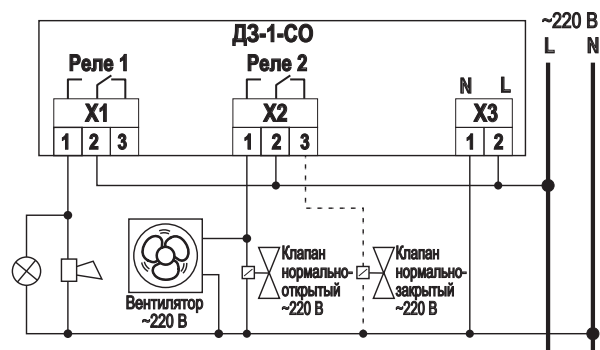 ~220 В
ДЗ-1-СО
L
N
Реле 1
Реле 2
N
L
X1
X2
X3
1
2
3
1
2
3
1
2
Клапан
нормально-
открытый
~220 В
Клапан
нормально-
закрытый
~220 В
Вентилятор
~220 В